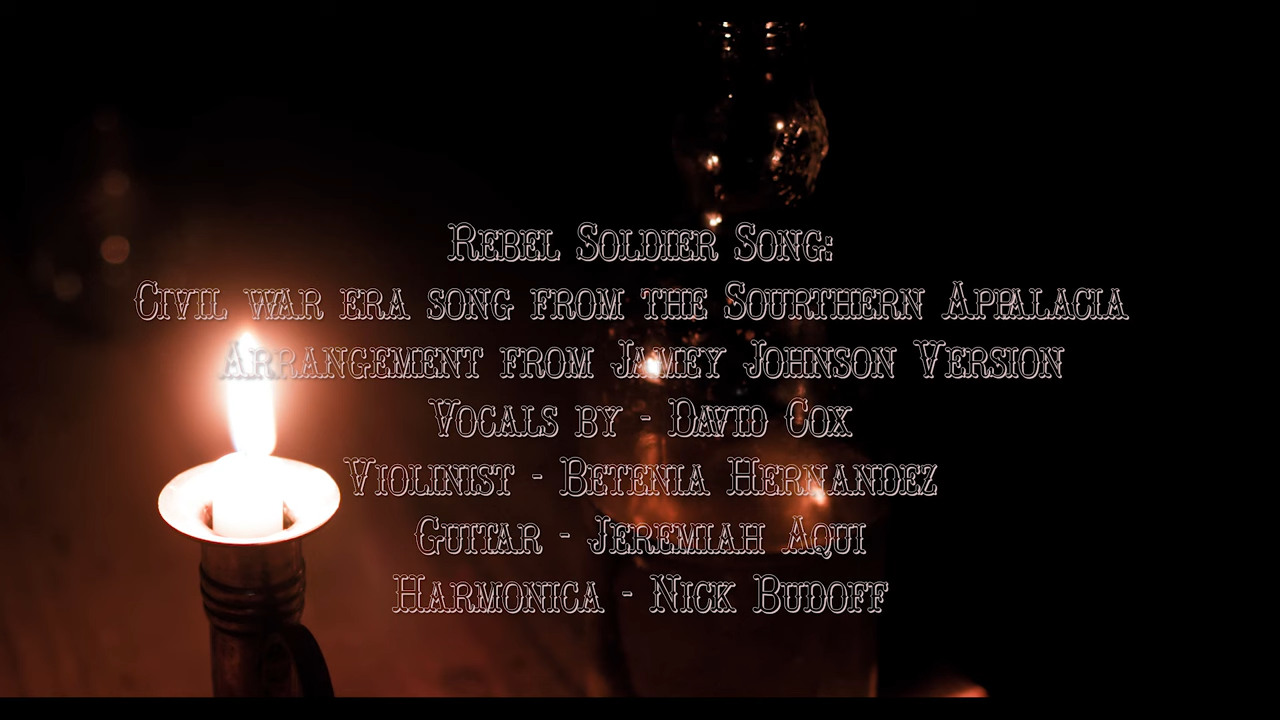 Rebel Soldier Song:
Civil war era song from the Sourthern Appalacia
Arrangement from Jamey Johnson Version
Vocals by - David Cox
Violinist - Betenia Hernandez
Guitar - Jeremiah Aqui
Harmonica - Nick Budoff